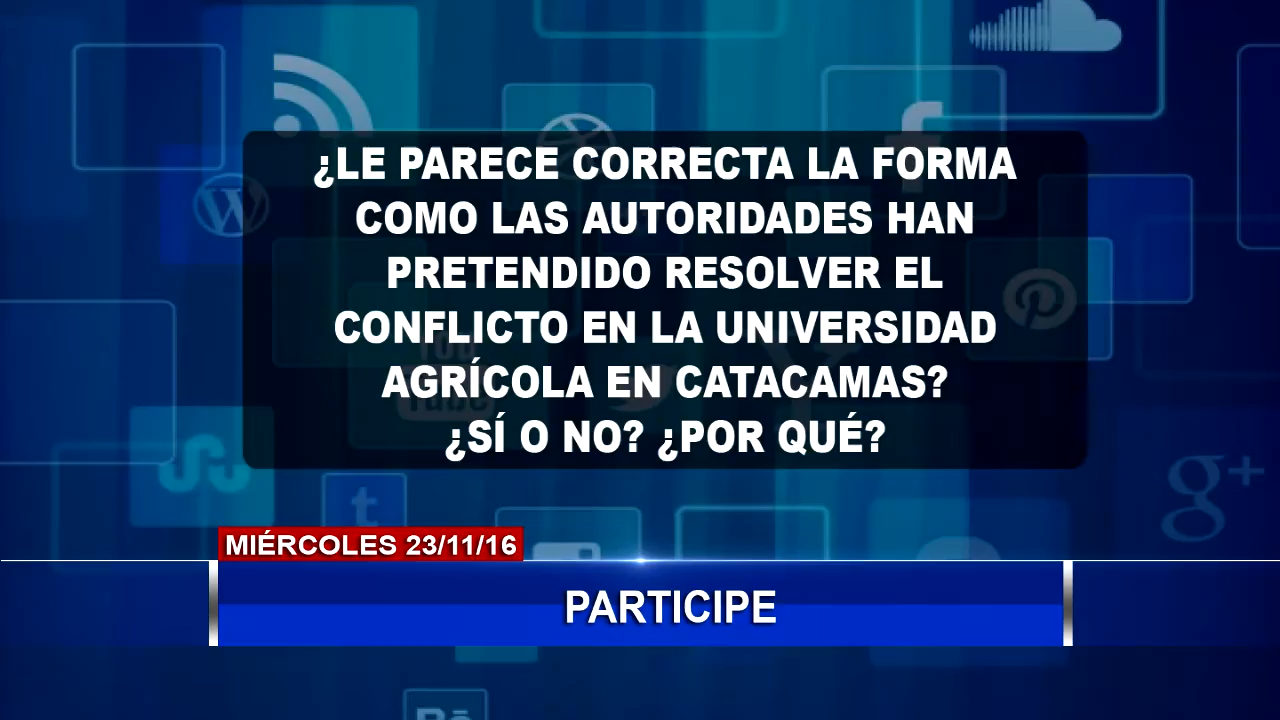 ¿LE PARECE CORRECTA LA FORMA
COMO LAS AUTORIDADES HAN
PRETENDIDO RESOLVER EL
CONFLICTO EN LA UNIVERSIDAD
AGRÍCOLA EN CATACAMAS?
¿SÍ O NO? ¿POR QUÉ?
MIÉRCOLES 23/11/16
PARTICIPE